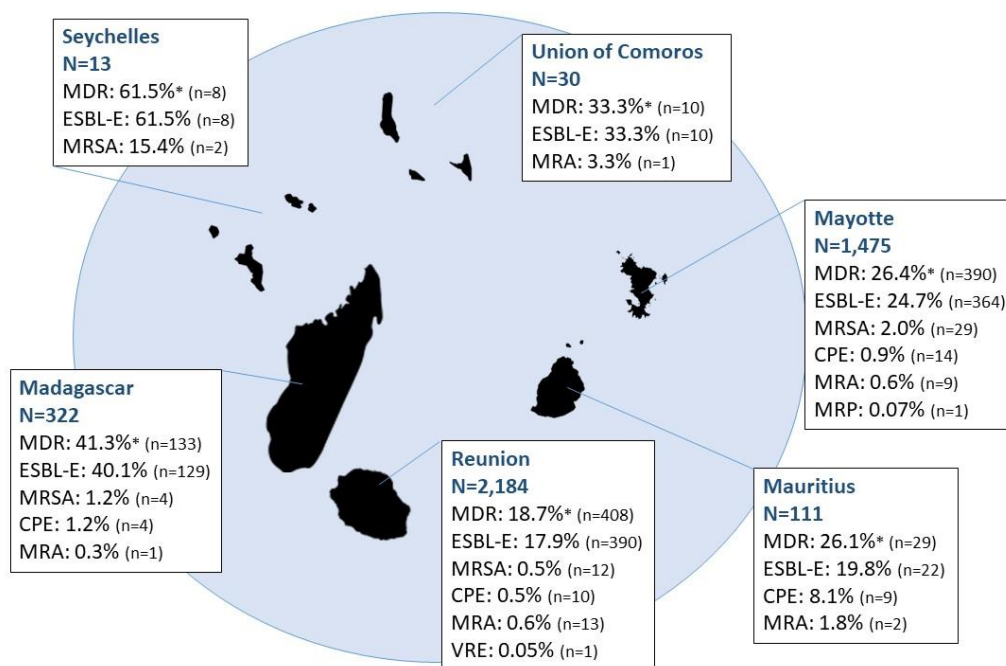 Seychelles
N=13
MDR: 61.5%* (n=8)
ESBL-E: 61.5% (n=8)
MRSA: 15.4% (n=2)
Union of Comoros
N=30
MDR: 33.3%* (n=10)
ESBL-E: 33.3% (n=10)
MRA: 3.3% (n=1)
Mayotte
N=1,475
MDR: 26.4%* (n=390)
ESBL-E: 24.7% (n=364)
MRSA: 2.0% (n=29)
CPE: 0.9% (n=14)
MRA: 0.6% (n=9)
MRP: 0.07% (n=1)
Madagascar
N=322
MDR: 41.3%* (n=133)
ESBL-E: 40.1% (n=129)
MRSA: 1.2% (n=4)
CPE: 1.2% (n=4)
MRA: 0.3% (n=1)
Reunion
N=2,184
MDR: 18.7%* (n=408)
ESBL-E: 17.9% (n=390)
MRSA: 0.5% (n=12)
CPE: 0.5% (n=10)
MRA: 0.6% (n=13)
VRE: 0.05% (n=1)
Mauritius
N=111
MDR: 26.1%* (n=29)
ESBL-E: 19.8% (n=22)
CPE: 8.1% (n=9)
MRA: 1.8% (n=2)